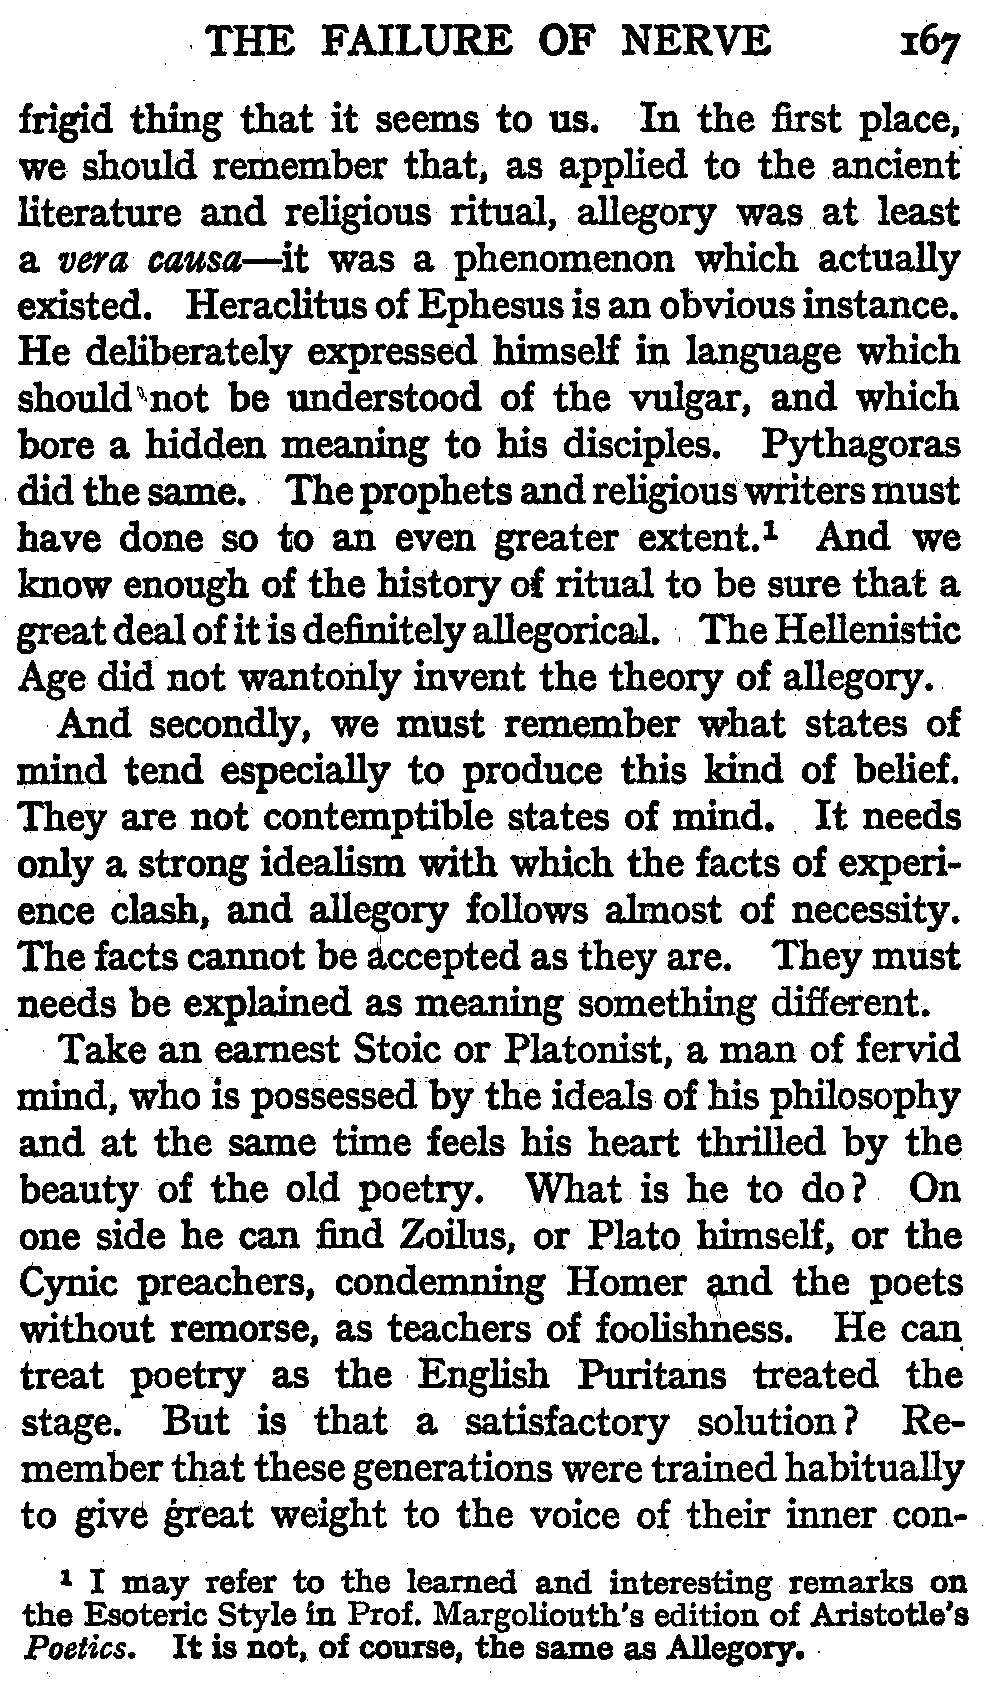 THE FAILURE OF NERVE 167
frigid thing that it seems to us. In the first place,
we should remember that, as applied to the ancient
literature and religious ritual, allegory was at least
a vera causa—it was a phenomenon which actually
existed. Heraclitus of Ephesus is an obvious instance.
He deliberately expressed himself in language which
should not be understood of the vulgar, and which
bore a hidden meaning to his disciples. Pythagoras
did the same. The prophets and religious writers must
have done so to an even greater extent.¹ And we
know enough of the history of ritual to be sure that a
great deal of it is definitely allegorical. The Hellenistic
Age did not wantonly invent the theory of allegory.
And secondly, we must remember what states of
mind tend especially to produce this kind of belief.
They are not contemptible states of mind. It needs
only a strong idealism with which the facts of experi-
ence clash, and allegory follows almost of necessity.
The facts cannot be accepted as they are. They must
needs be explained as meaning something different.
Take an earnest Stoic or Platonist, a man of fervid
mind, who is possessed by the ideals of his philosophy
and at the same time feels his heart thrilled by the
beauty of the old poetry. What is he to do? On
one side he can find Zoilus, or Plato himself, or the
Cynic preachers, condemning Homer and the poets
without remorse, as teachers of foolishness. He can
treat poetry as the English Puritans treated the
stage. But is that a satisfactory solution? Re-
member that these generations were trained habitually
to give great weight to the voice of their inner con-
¹ I may refer to the learned and interesting remarks on
the Esoteric Style in Prof. Margoliouth's edition of Aristotle's
Poetics. It is not, of course, the same as Allegory.